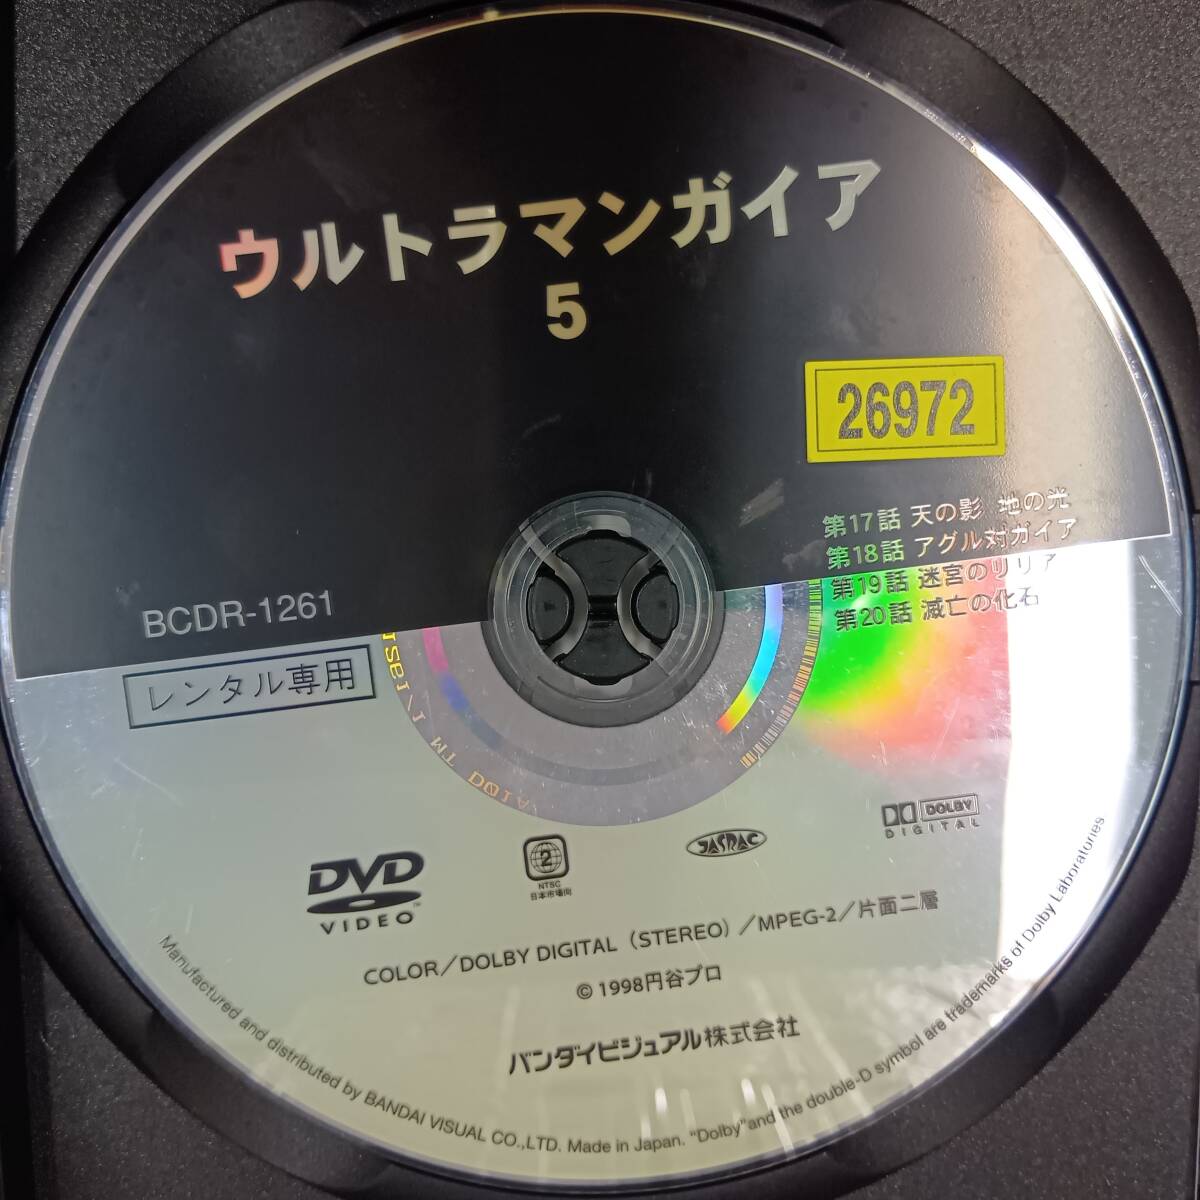 ウルトラマンガイア
5
26972
第17話 天の影 地の光
第18話 アグル対ガイア
第19話 迷宮のリリア
第20話 滅亡の化石
BCDR-1261
レンタル専用
DVD
VIDEO
2
NTSC
日本市場向
JASRAC
DOLBY
DIGITAL
COLOR/DOLBY DIGITAL (STEREO)/MPEG-2/片面二層
© 1998円谷プロ
バンダイビジュアル株式会社
Manufactured and distributed by BANDAI VISUAL CO.,LTD. Made in Japan. "Dolby"and the double-D symbol are trademarks of Dolby Laboratories